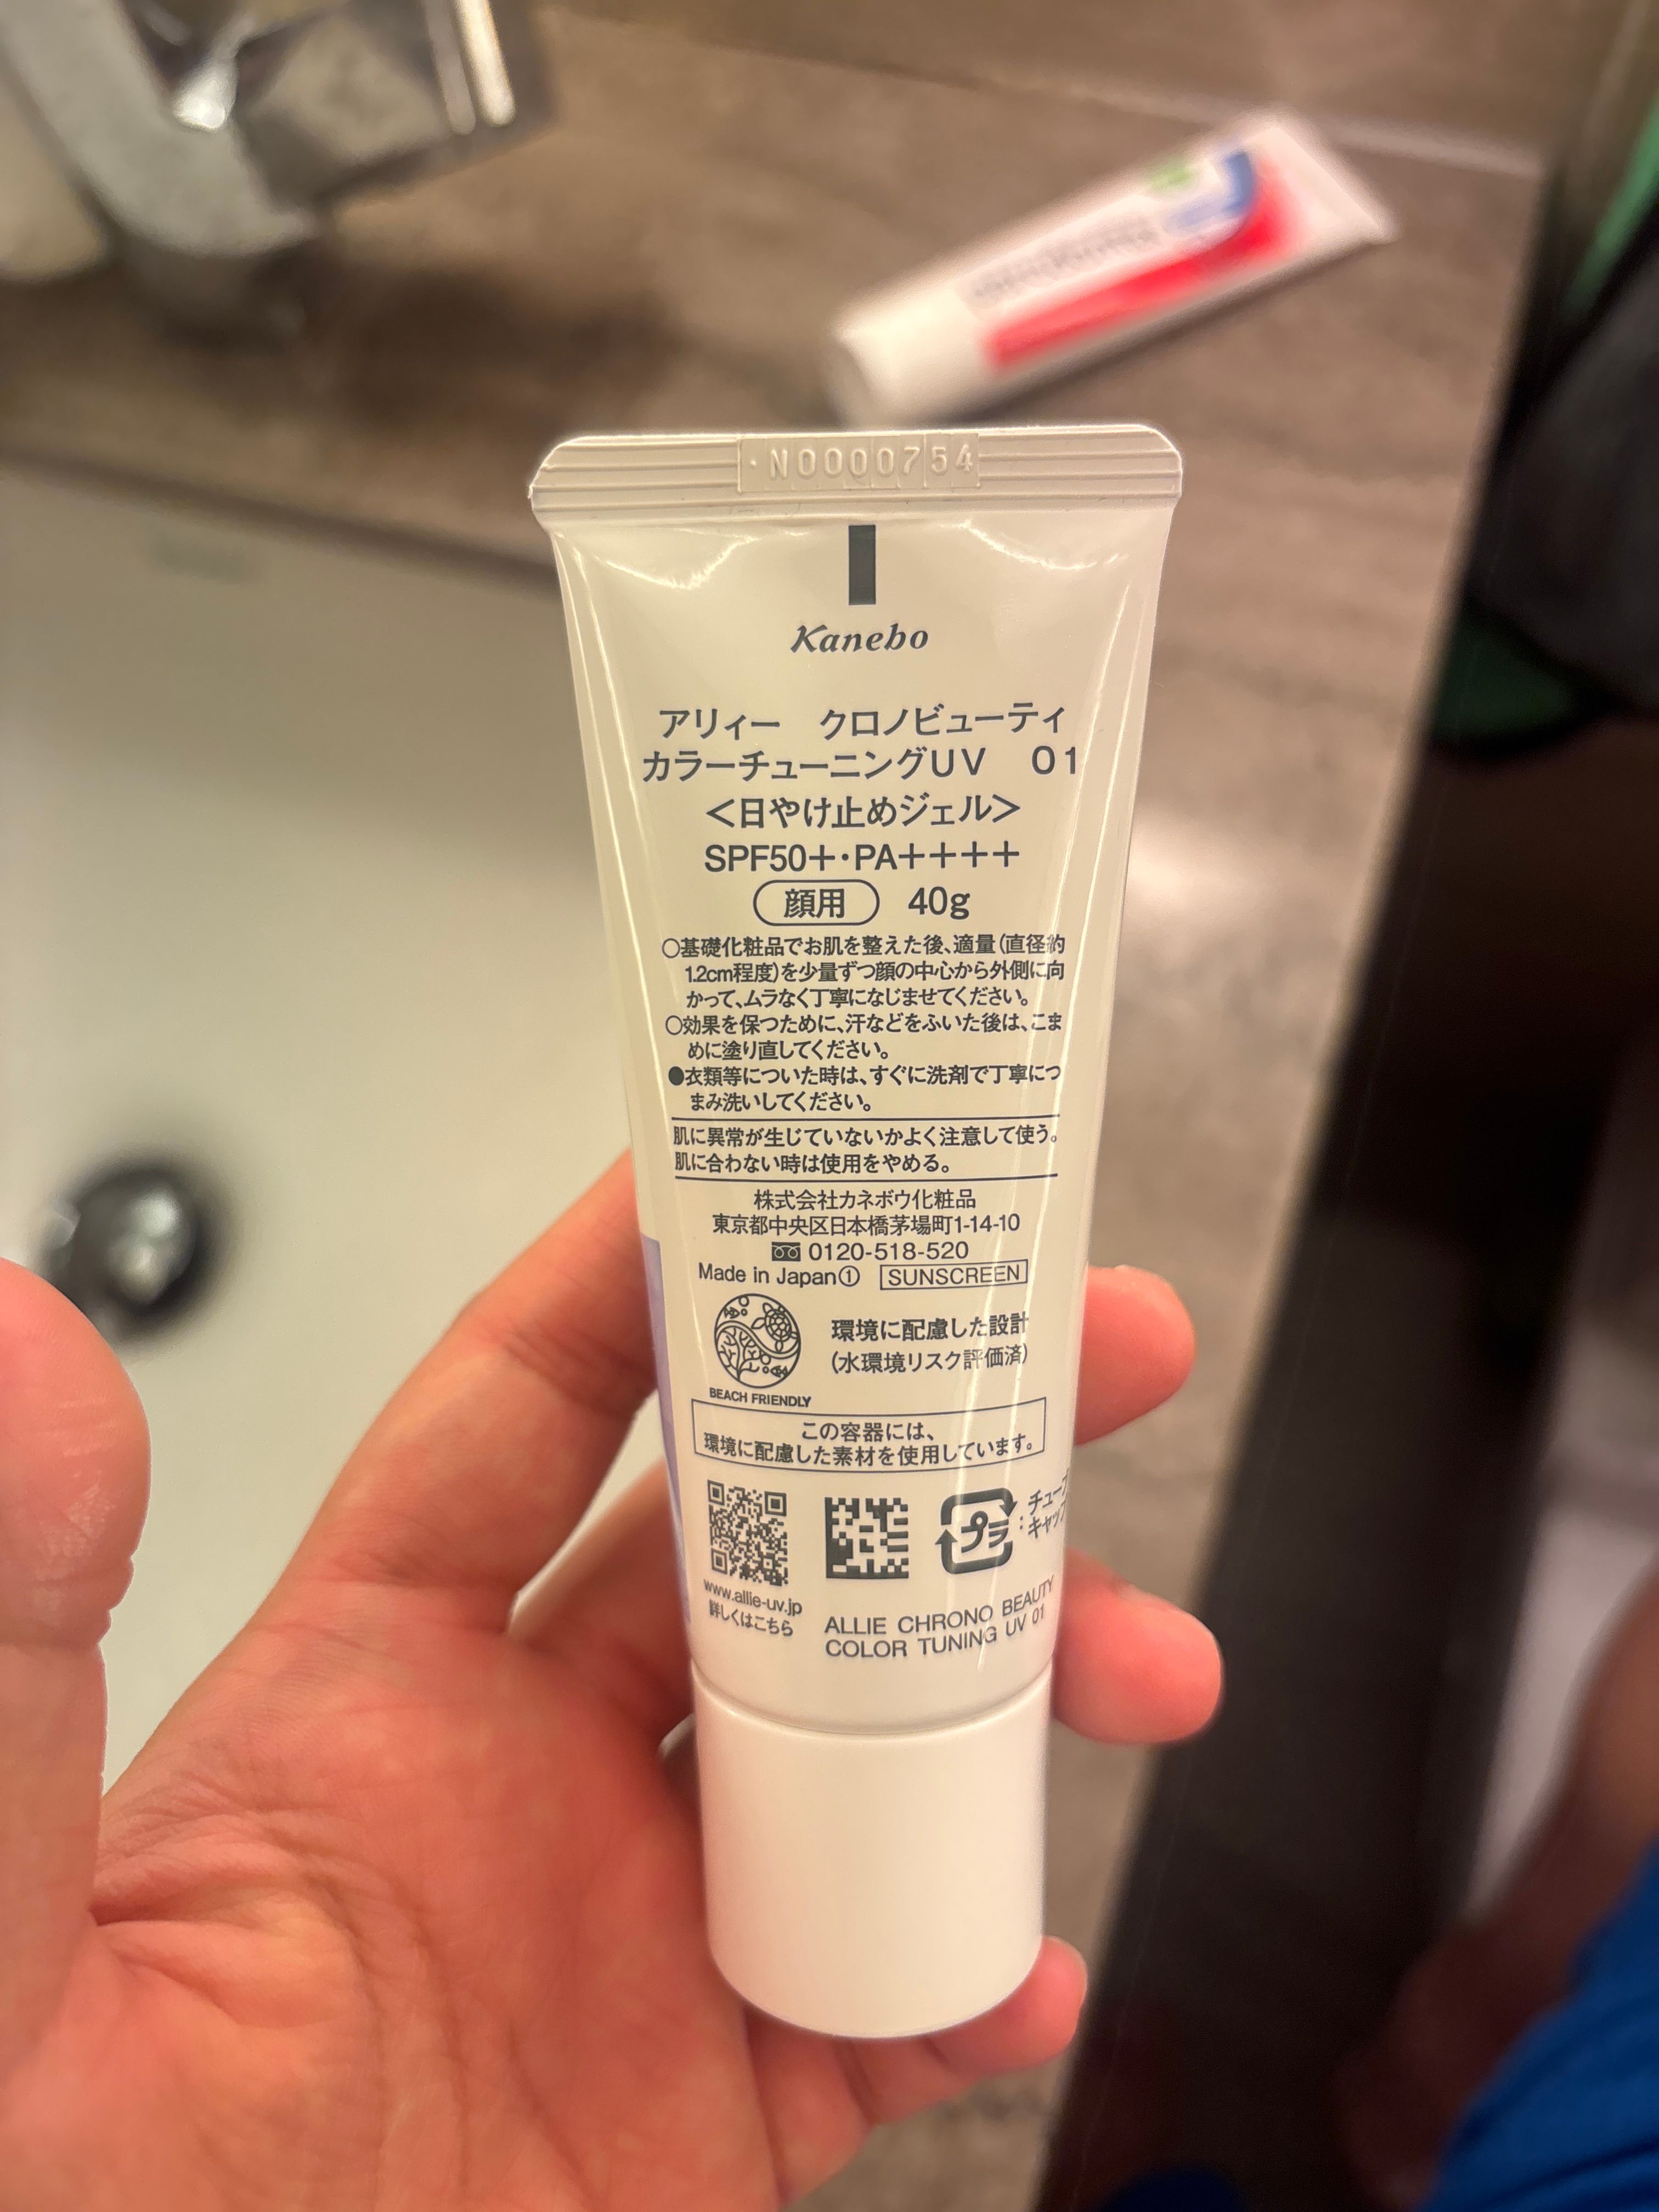 N0000754
Kanebo
アリィー　クロノビューティ
カラーチューニングUV　01
＜日やけ止めジェル＞
SPF50+・PA++++
顔用　40g
○基礎化粧品でお肌を整えた後、適量（直径約
1.2cm程度）を少量ずつ顔の中心から外側に向
かって、ムラなく丁寧になじませてください。
○効果を保つために、汗などをふいた後は、こま
めに塗り直してください。
●衣類等についた時は、すぐに洗剤で丁寧につ
まみ洗いしてください。
肌に異常が生じていないかよく注意して使う。
肌に合わない時は使用をやめる。
株式会社カネボウ化粧品
東京都中央区日本橋茅場町1-14-10
0120-518-520
Made in Japan① SUNSCREEN
環境に配慮した設計
（水環境リスク評価済）
BEACH FRIENDLY
この容器には、
環境に配慮した素材を使用しています。
プラ
www.allie-uv.jp
詳しくはこちら
ALLIE CHRONO BEAUTY
COLOR TUNING UV 01